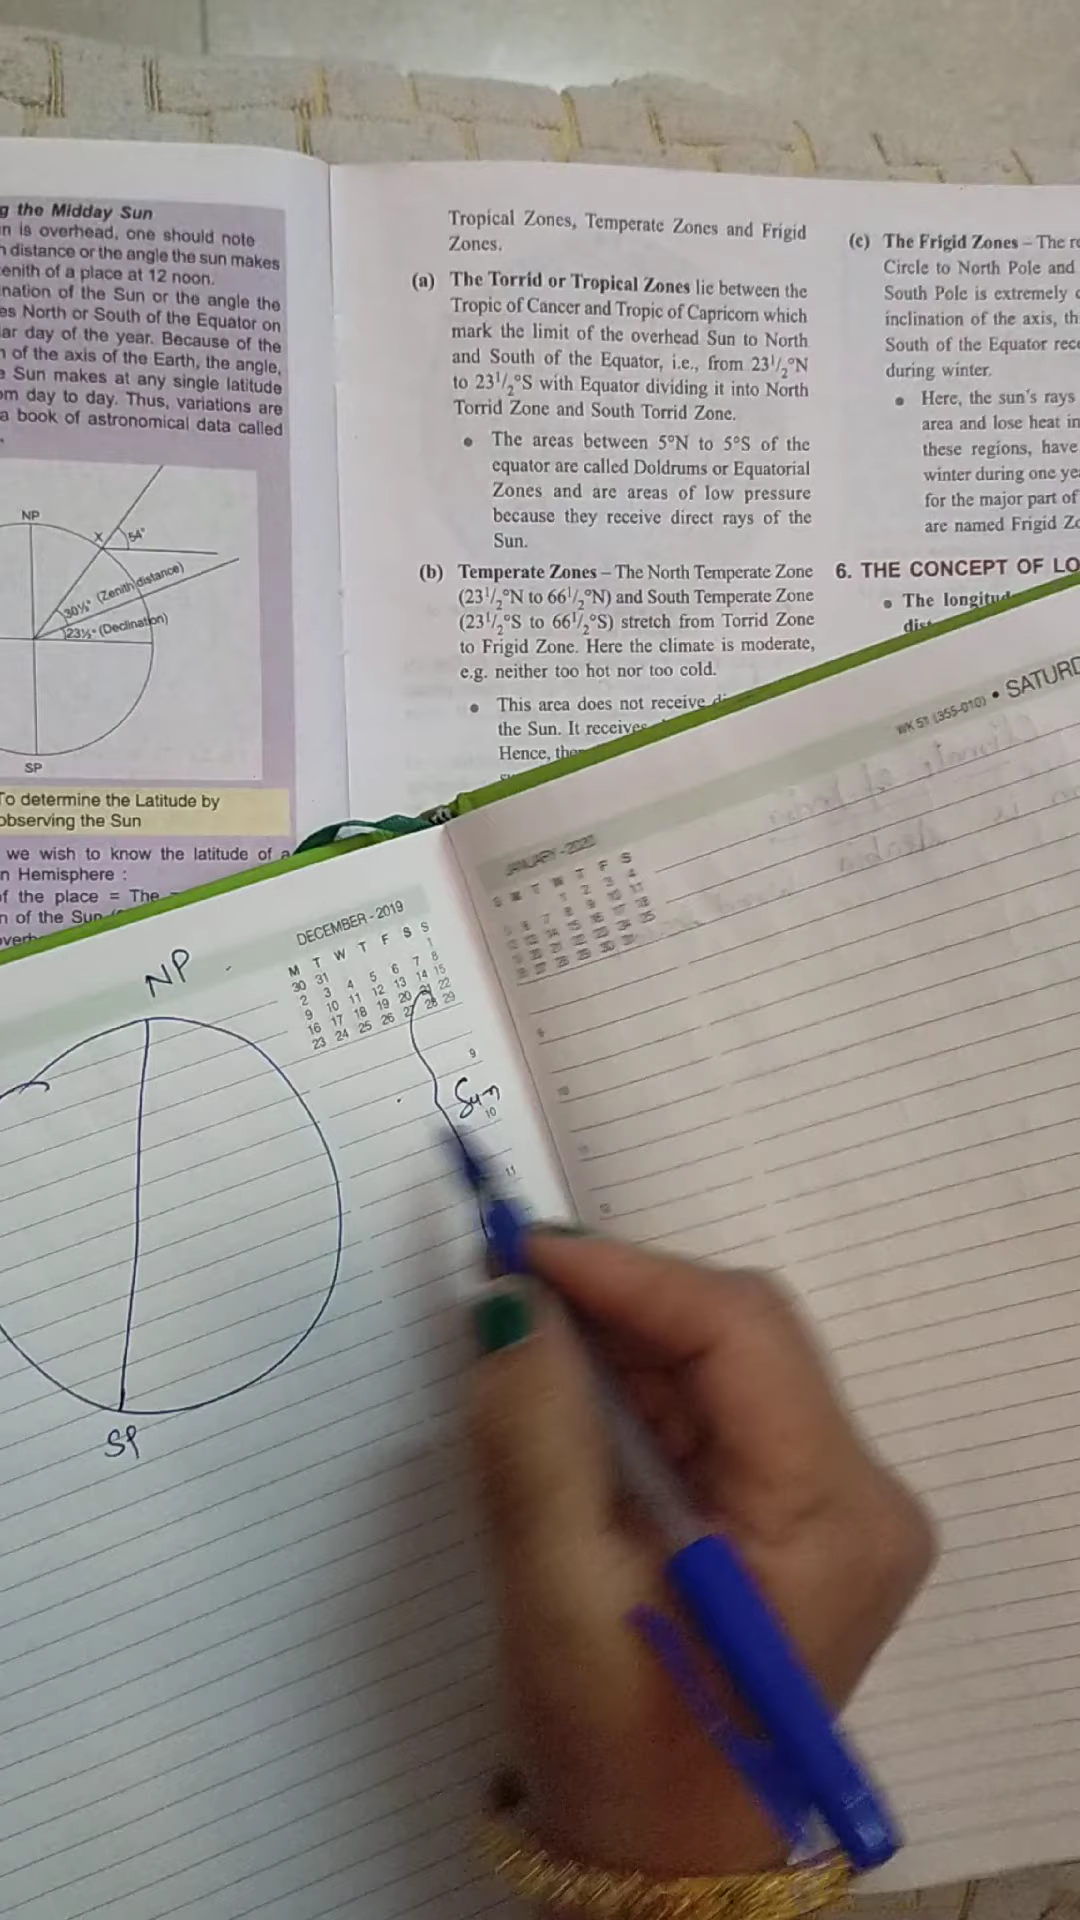 g the Midday Sun
n is overhead, one should note
distance or the angle the sun makes
enith of a place at 12 noon.
nation of the Sun or the angle the
es North or South of the Equator on
ar day of the year. Because of the
of the axis of the Earth, the angle,
Sun makes at any single latitude
om day to day. Thus, variations are
a book of astronomical data called
NP
X
54°
30½° (Zenith distance)
23½° (Declination)
SP
To determine the Latitude by
observing the Sun
we wish to know the latitude of a
n Hemisphere :
of the place = The
n of the Sun
Tropical Zones, Temperate Zones and Frigid
Zones.
(a) The Torrid or Tropical Zones lie between the
Tropic of Cancer and Tropic of Capricorn which
mark the limit of the overhead Sun to North
and South of the Equator, i.e., from 23¹/₂°N
to 23¹/₂°S with Equator dividing it into North
Torrid Zone and South Torrid Zone.
• The areas between 5°N to 5°S of the
equator are called Doldrums or Equatorial
Zones and are areas of low pressure
because they receive direct rays of the
Sun.
(b) Temperate Zones – The North Temperate Zone
(23¹/₂°N to 66¹/₂°N) and South Temperate Zone
(23¹/₂°S to 66¹/₂°S) stretch from Torrid Zone
to Frigid Zone. Here the climate is moderate,
e.g. neither too hot nor too cold.
• This area does not receive
the Sun. It receives
Hence,
(c) The Frigid Zones – The
Circle to North Pole and
South Pole is extremely
inclination of the axis,
South of the Equator
during winter.
• Here, the sun's rays
area and lose heat in
these regions, have
winter during one
for the major part of
are named Frigid
6. THE CONCEPT OF LO
• The longitud
WK 51 (355-010) • SATURD
JANUARY - 2020
DECEMBER - 2019
M T W T F S S
30 31 1
2 3 4 5 6 7 8
9 10 11 12 13 14 15
16 17 18 19 20 21 22
23 24 25 26 27 28 29
NP
9
Sun
10
11
SP